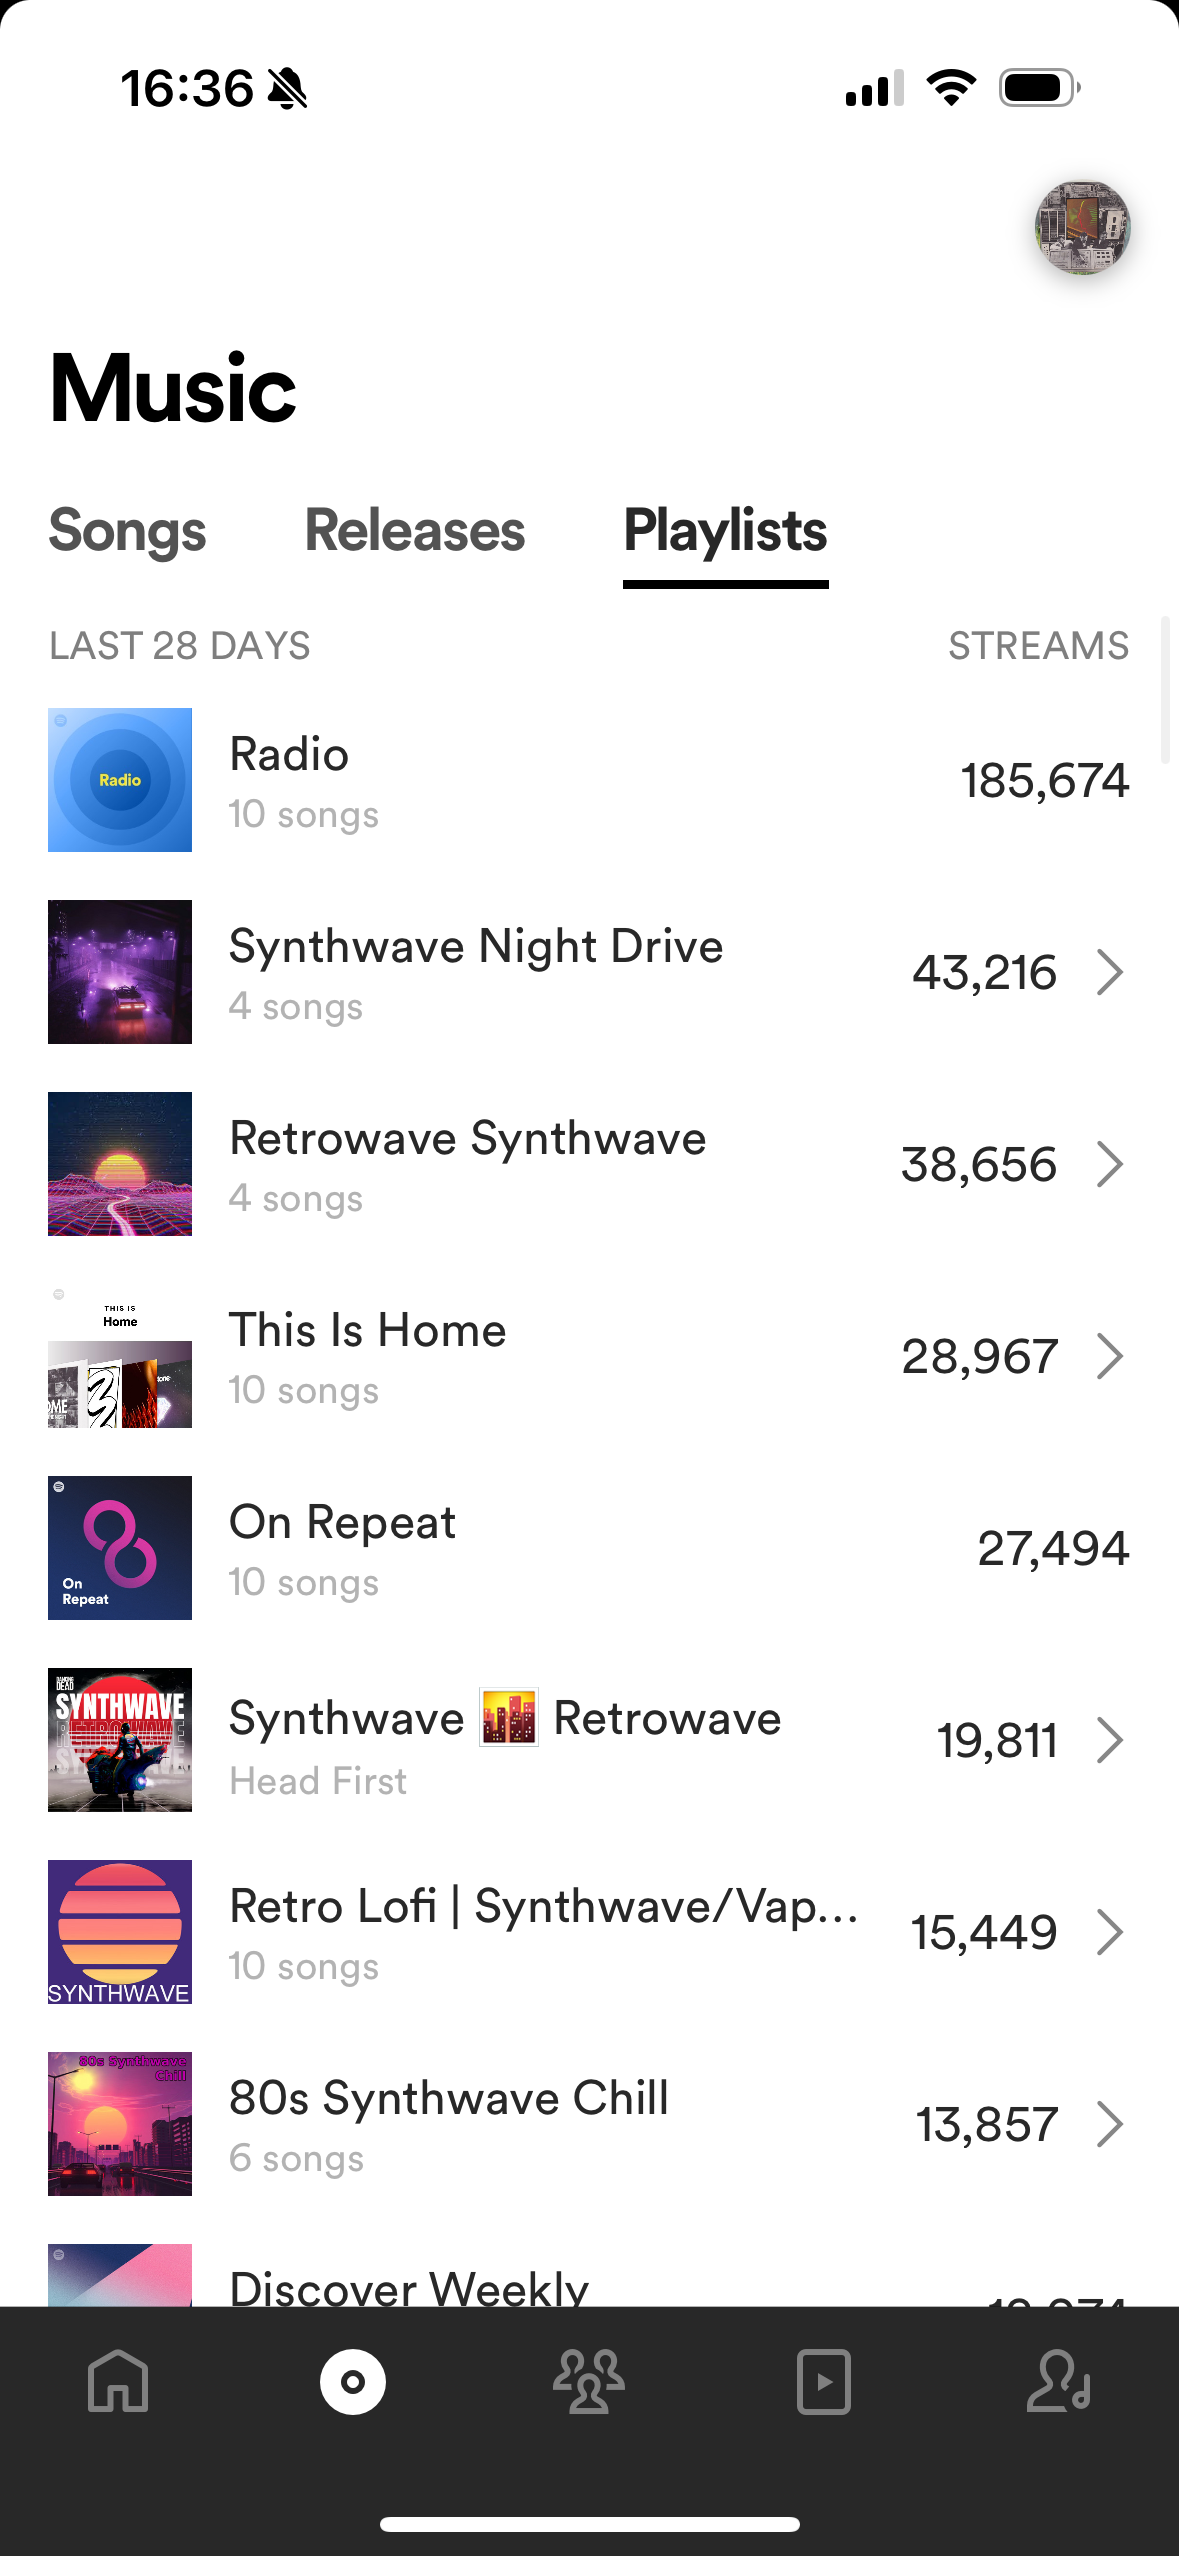 16:36
Music
Songs Releases Playlists
LAST 28 DAYS STREAMS
Radio
Radio
10 songs
185,674
Synthwave Night Drive
4 songs
43,216
Retrowave Synthwave
4 songs
38,656
THIS IS
Home
This Is Home
10 songs
28,967
On
Repeat
On Repeat
10 songs
27,494
DEAD
SYNTHWAVE
RETROWAVE
Synthwave 🌇 Retrowave
Head First
19,811
SYNTHWAVE
Retro Lofi | Synthwave/Vap...
10 songs
15,449
80s Synthwave
Chill
80s Synthwave Chill
6 songs
13,857
Discover Weekly